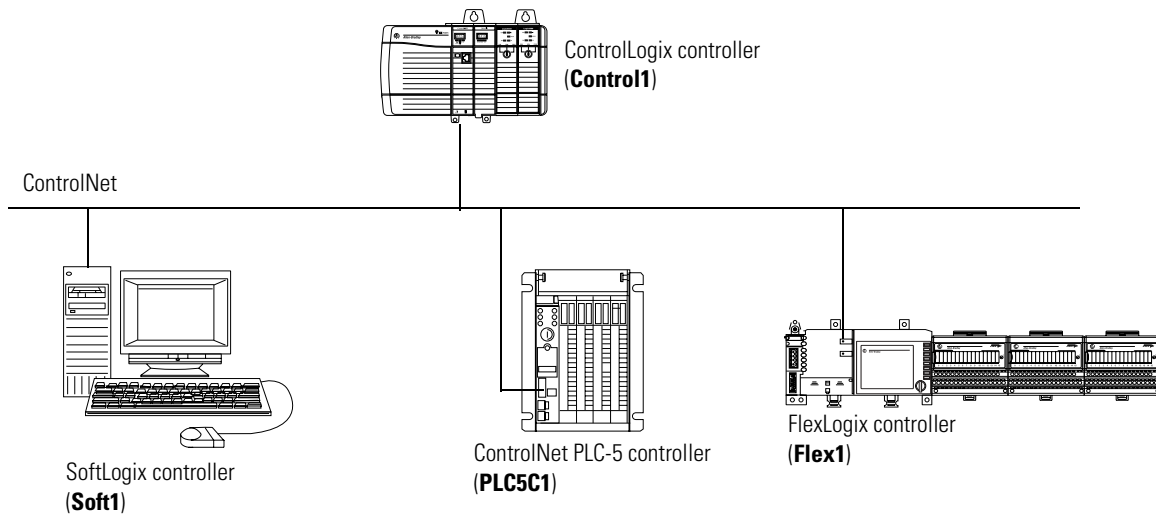 ControlLogix controller
(Control1)
ControlNet
SoftLogix controller
(Soft1)
ControlNet PLC-5 controller
(PLC5C1)
FlexLogix controller
(Flex1)